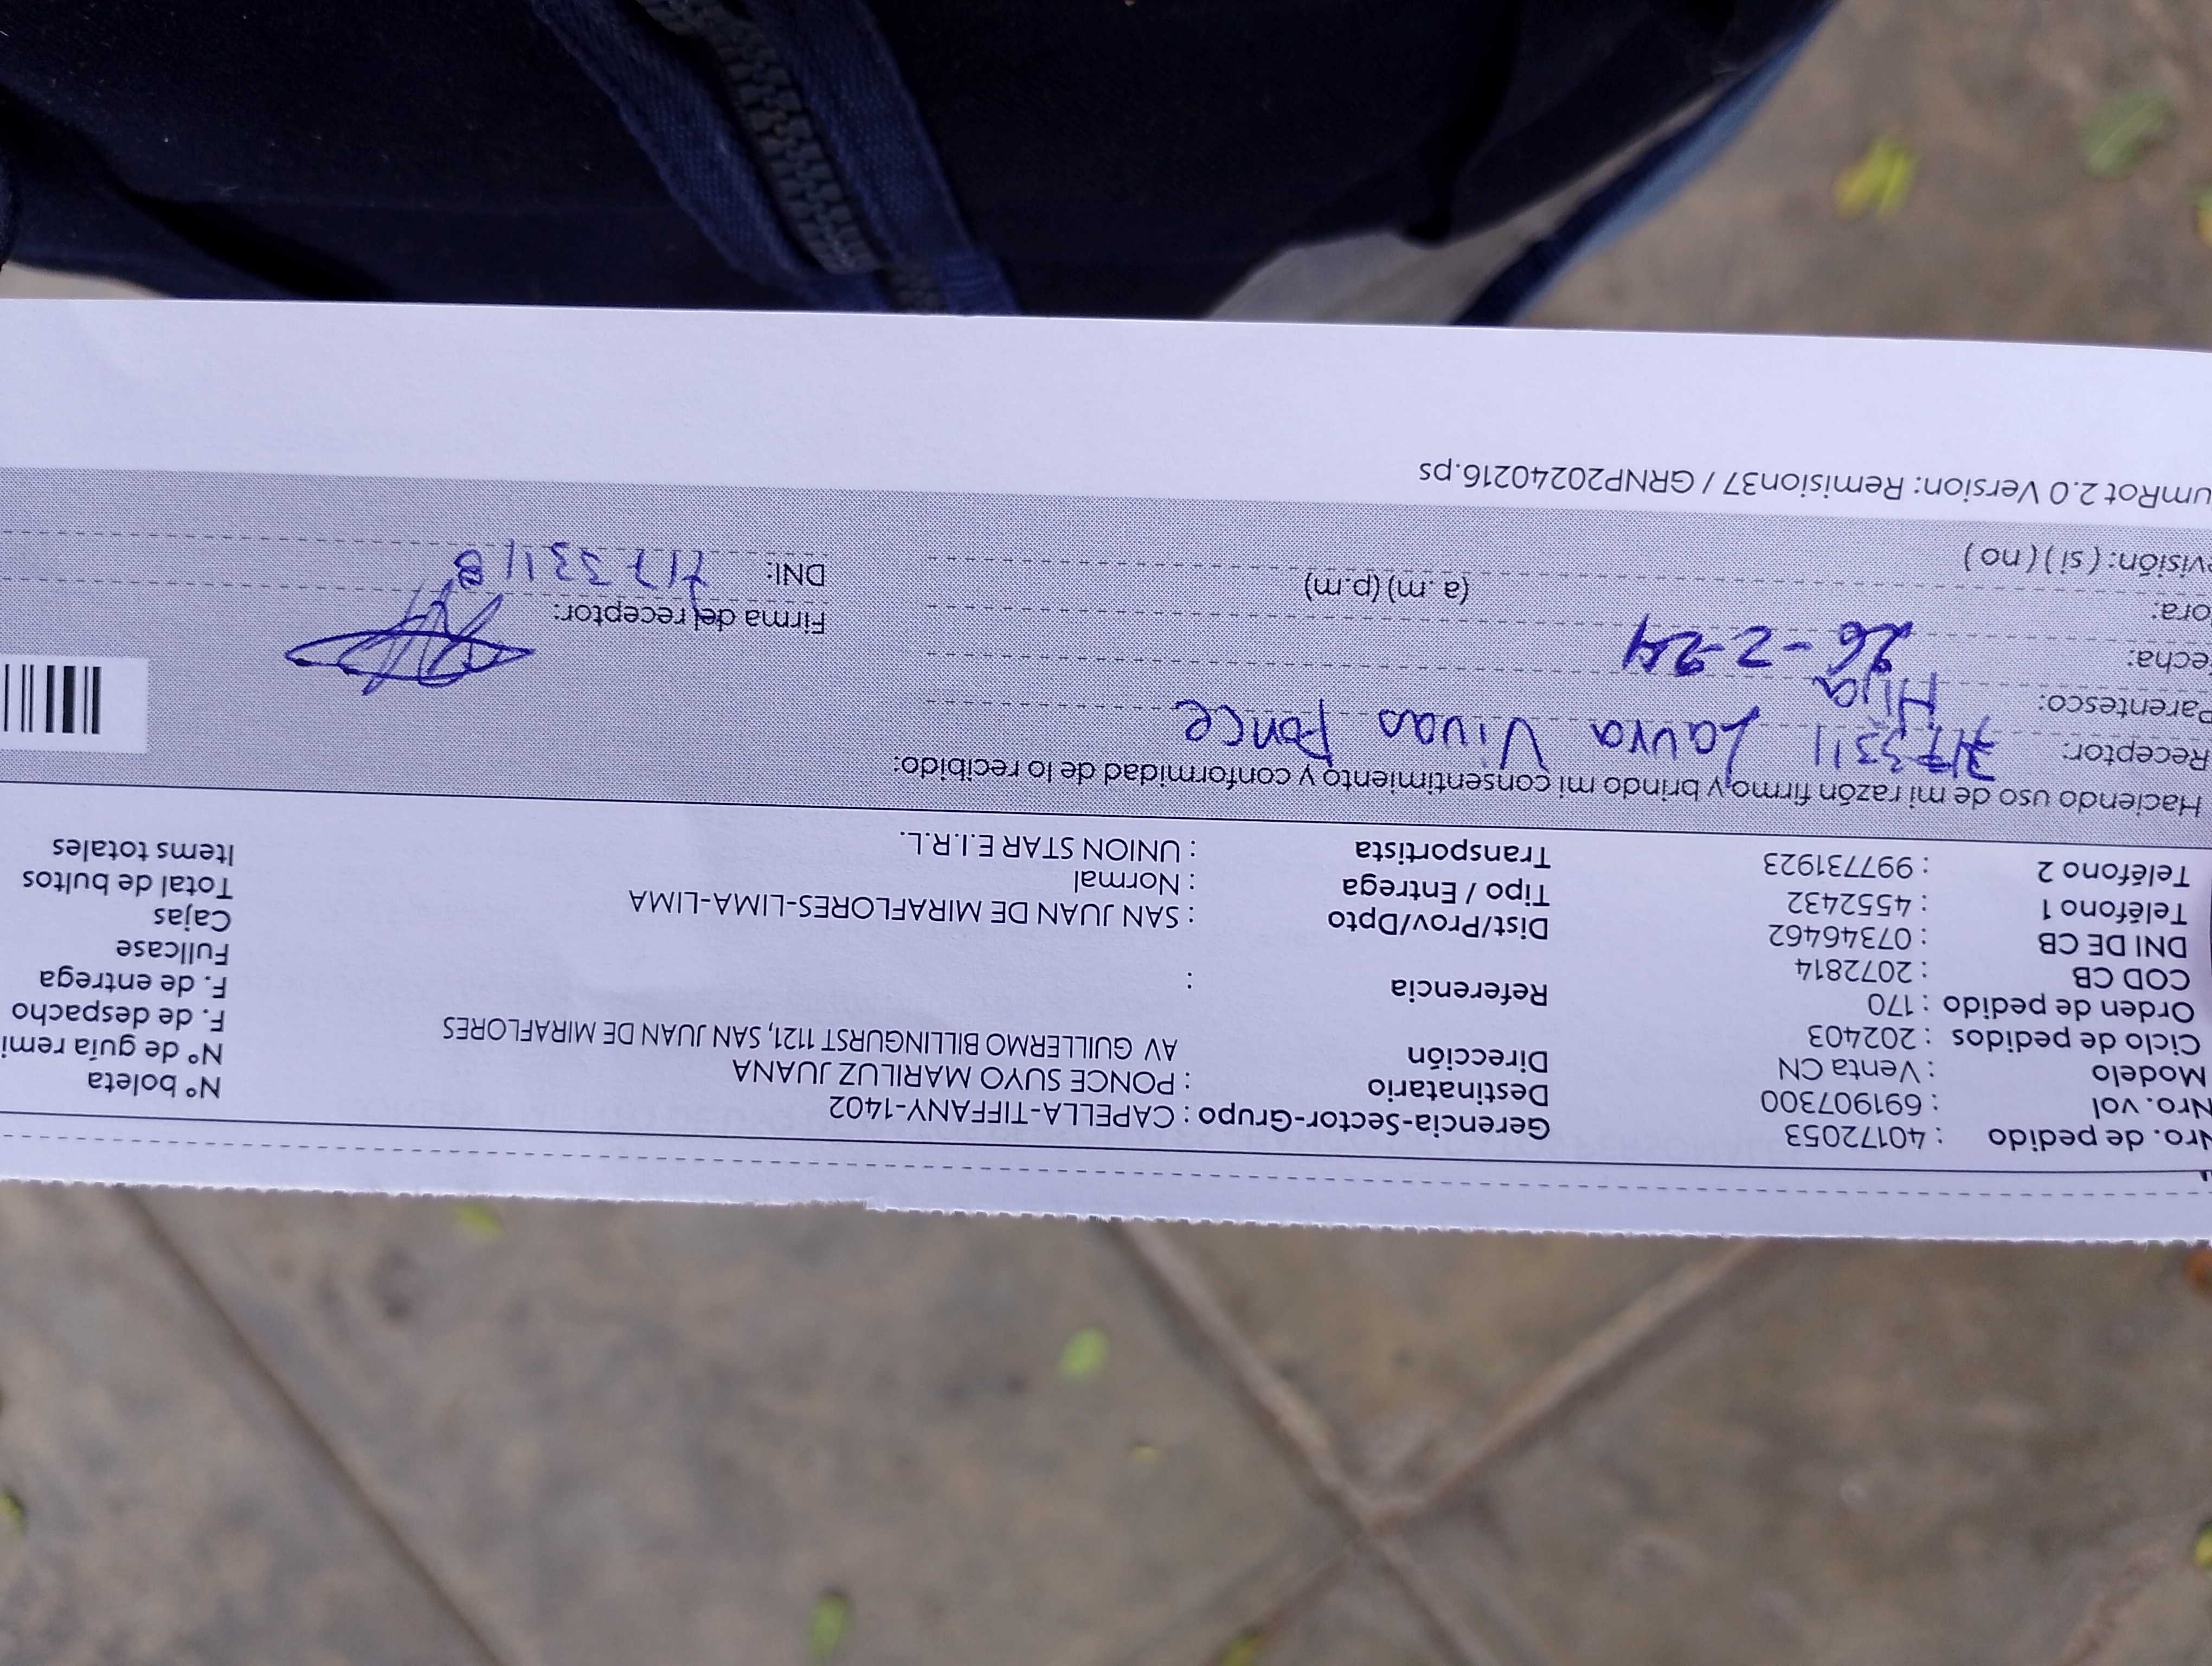 Nro. de pedido : 40172053 Gerencia-Sector-Grupo : CAPELLA-TIFFANY-1402 Nº boleta
Nro. vol : 691907300 Destinatario : PONCE SUYO MARILUZ JUANA Nº de guía remi
Modelo : Venta CN Dirección AV GUILLERMO BILLINGURST 1121, SAN JUAN DE MIRAFLORES F. de despacho
Ciclo de pedidos : 202403 F. de entrega
Orden de pedido : 170 Referencia : Fullcase
COD CB : 2072814 Cajas
DNI DE CB : 07346462 Dist/Prov/Dpto : SAN JUAN DE MIRAFLORES-LIMA-LIMA Total de bultos
Teléfono 1 : 4552432 Tipo / Entrega : Normal Items totales
Teléfono 2 : 997731923 Transportista : UNION STAR E.I.R.L.
Haciendo uso de mi razón firmo y brindo mi consentimiento y conformidad de lo recibido:
Receptor: 7173311 Laura Vivas Ponce
Parentesco: Hija
echa: 26-2-24 Firma del receptor:
ora: (a.m) (p.m) DNI: 71733118
visión: ( si ) ( no )
umRot 2.0 Version: Remision37 / GRNP20240216.ps